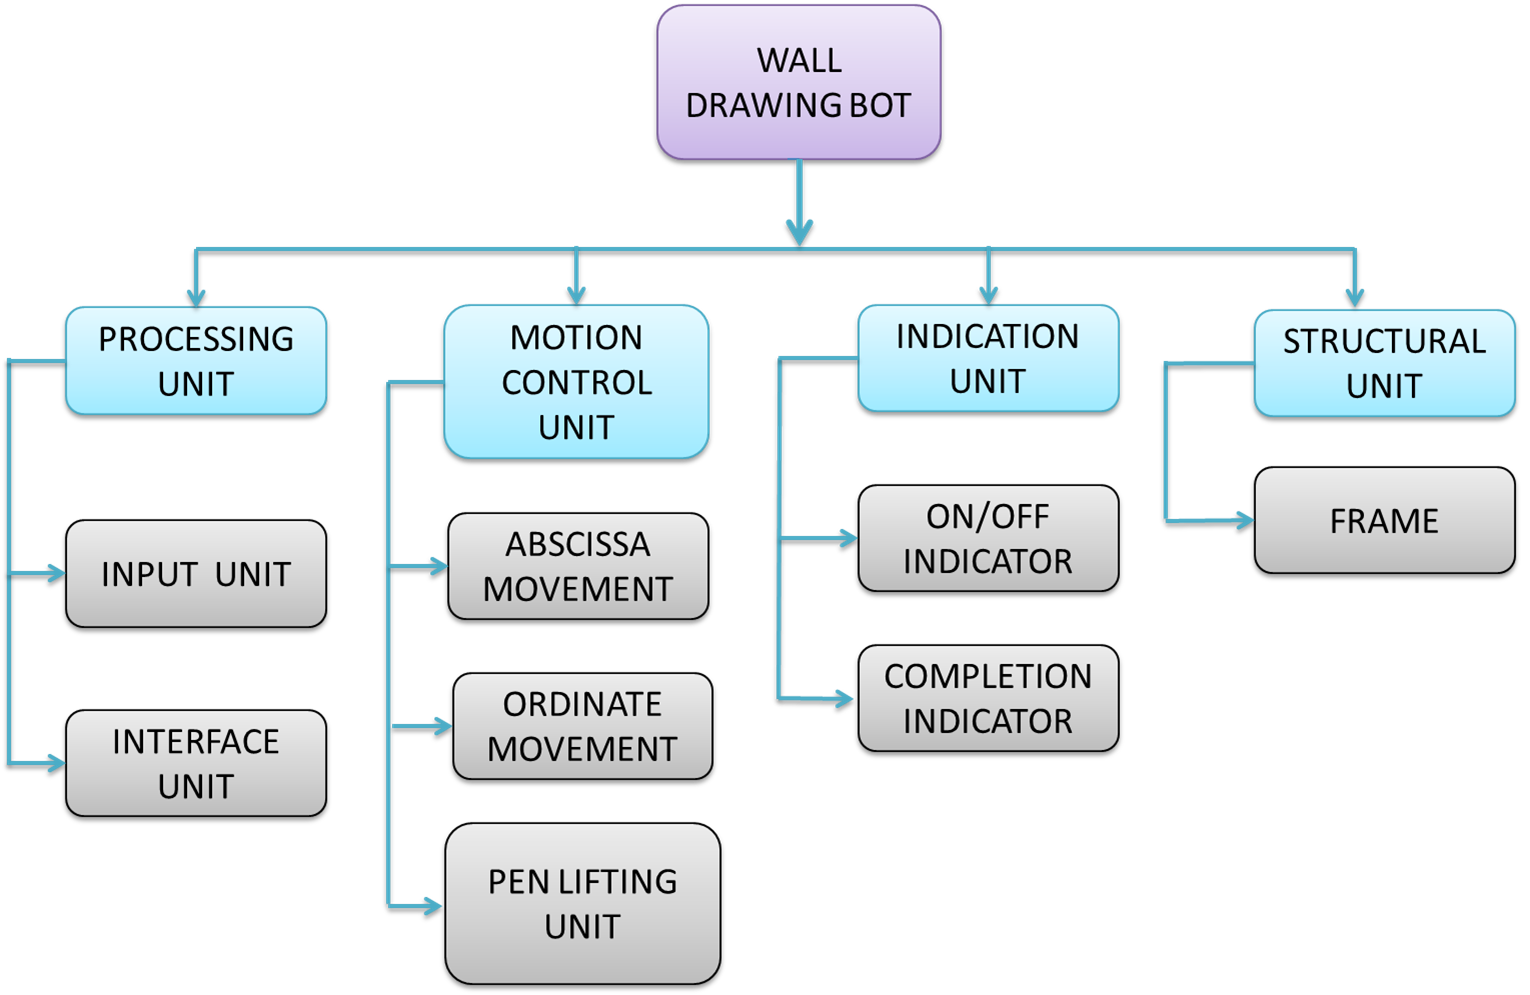 WALL
DRAWING BOT
PROCESSING
UNIT
INPUT UNIT
INTERFACE
UNIT
MOTION
CONTROL
UNIT
ABSCISSA
MOVEMENT
ORDINATE
MOVEMENT
PEN LIFTING
UNIT
INDICATION
UNIT
ON/OFF
INDICATOR
COMPLETION
INDICATOR
STRUCTURAL
UNIT
FRAME